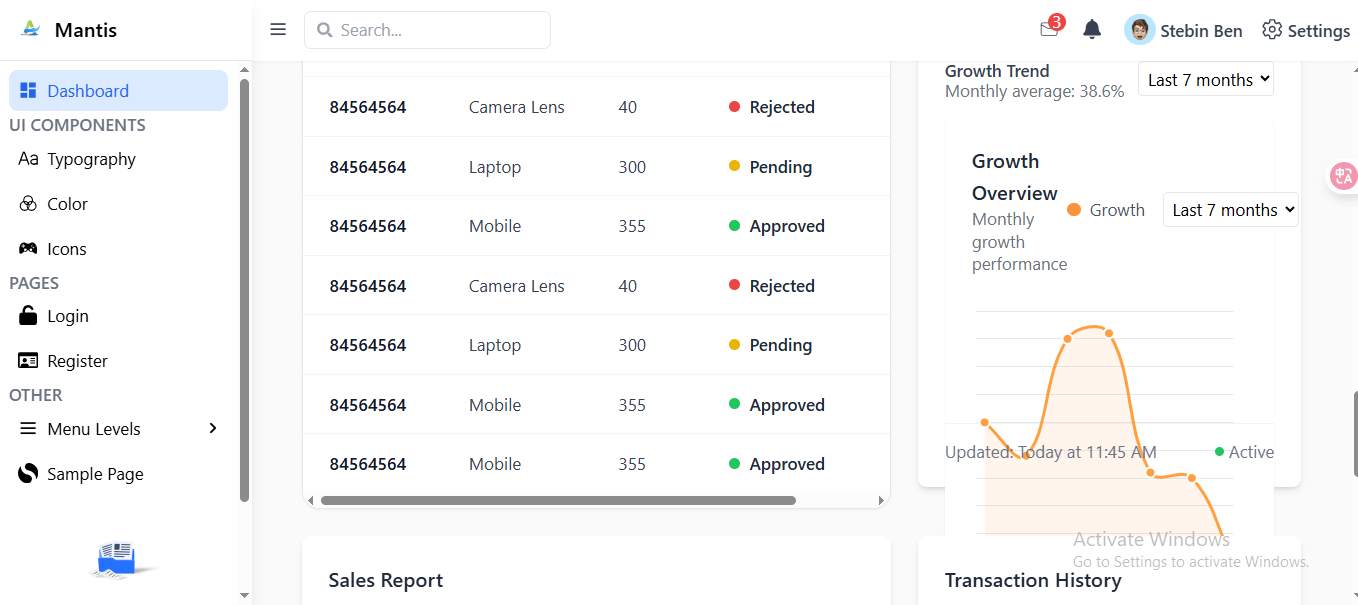 Mantis
Search...
3
Stebin Ben
Settings
Dashboard
UI COMPONENTS
Aa Typography
Color
Icons
PAGES
Login
Register
OTHER
Menu Levels
Sample Page
84564564 Camera Lens 40 Rejected
84564564 Laptop 300 Pending
84564564 Mobile 355 Approved
84564564 Camera Lens 40 Rejected
84564564 Laptop 300 Pending
84564564 Mobile 355 Approved
84564564 Mobile 355 Approved
Sales Report
Growth Trend
Monthly average: 38.6%
Last 7 months
Growth
Overview
Monthly
growth
performance
Growth
Last 7 months
Updated: Today at 11:45 AM
Active
Transaction History
Activate Windows
Go to Settings to activate Windows.
中A